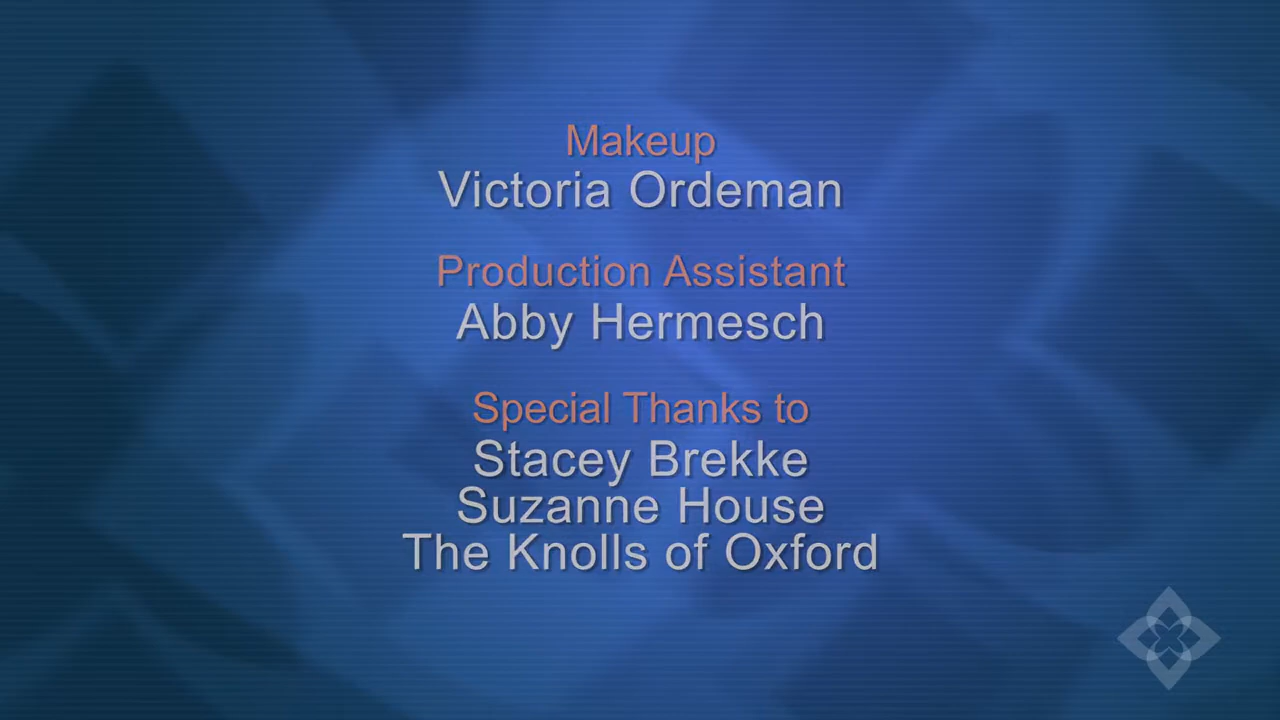 Makeup
Victoria Ordeman
Production Assistant
Abby Hermesch
Special Thanks to
Stacey Brekke
Suzanne House
The Knolls of Oxford